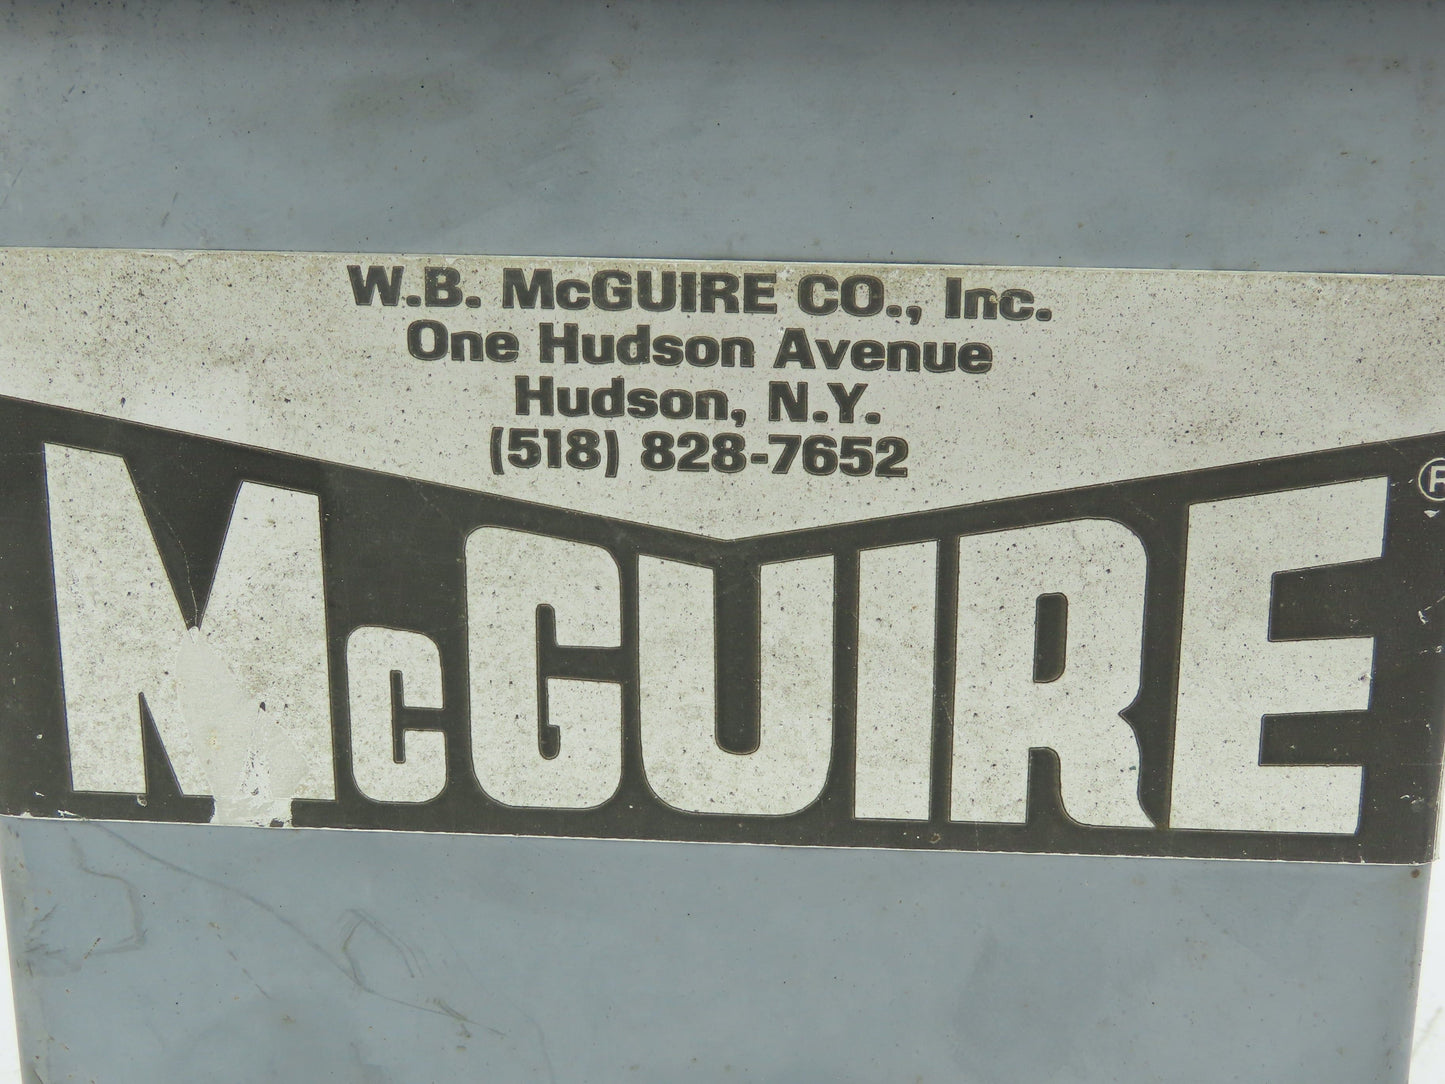 W.B. McGUIRE CO., Inc.
One Hudson Avenue
Hudson, N.Y.
(518) 828-7652
McGUIRE®